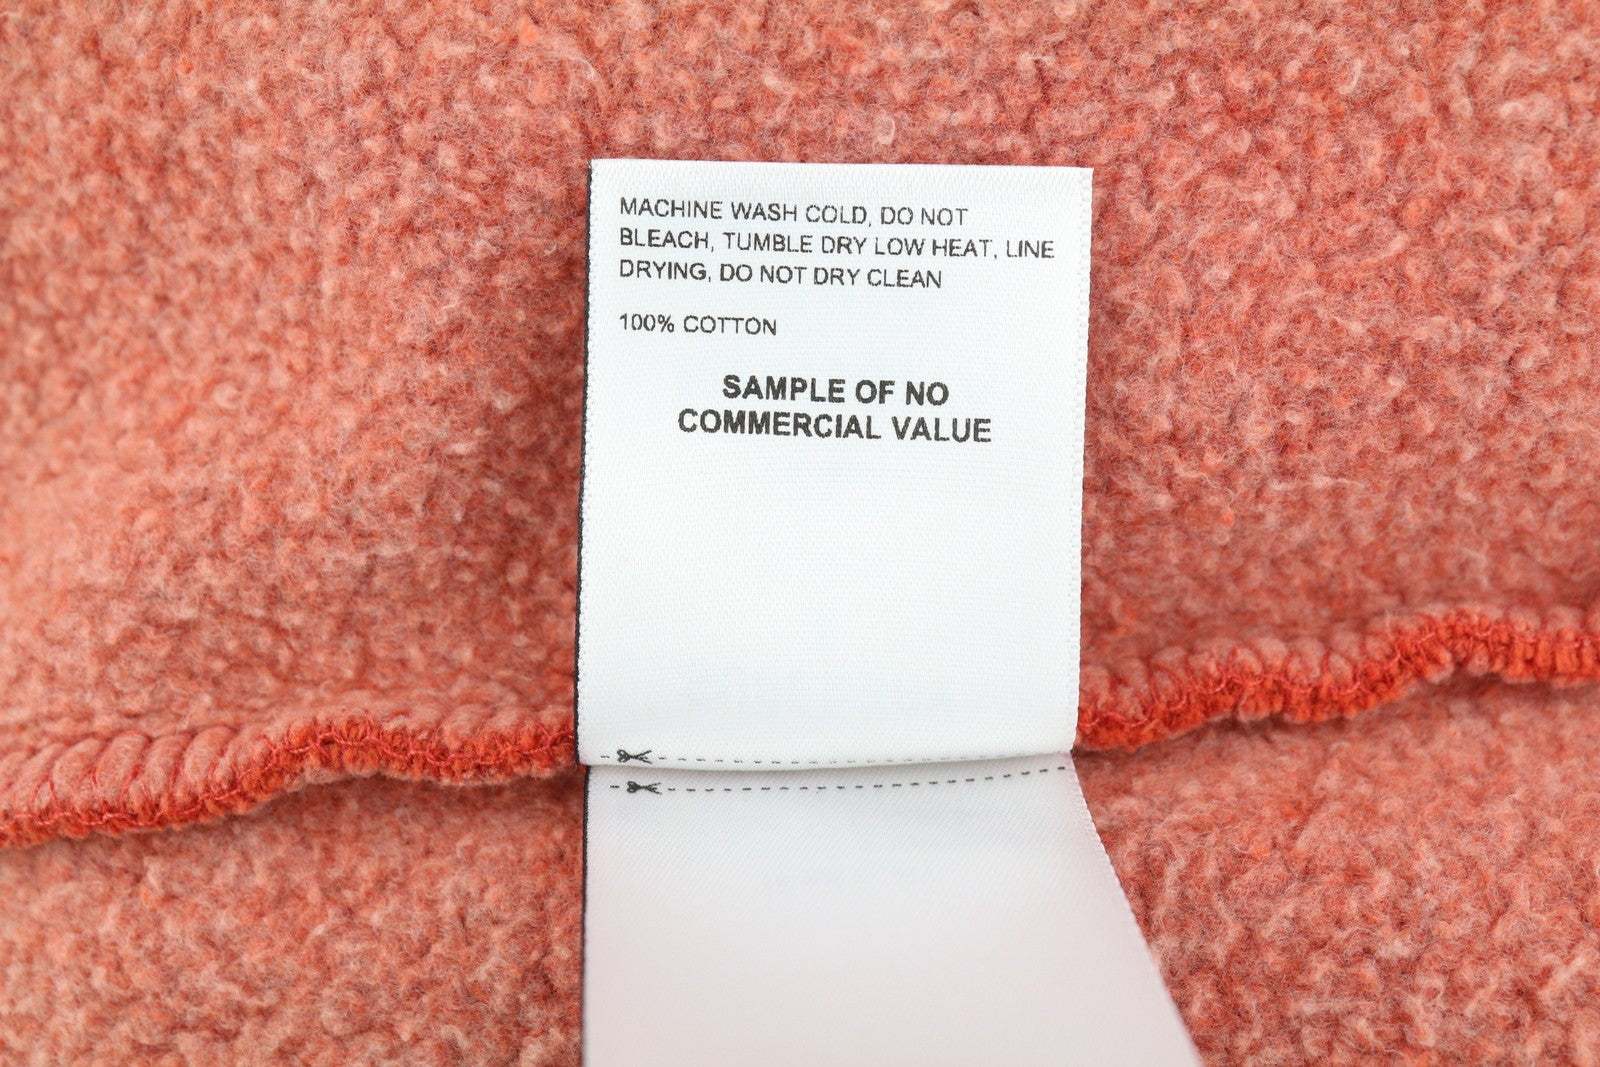 MACHINE WASH COLD, DO NOT
BLEACH, TUMBLE DRY LOW HEAT, LINE
DRYING, DO NOT DRY CLEAN
100% COTTON
SAMPLE OF NO
COMMERCIAL VALUE